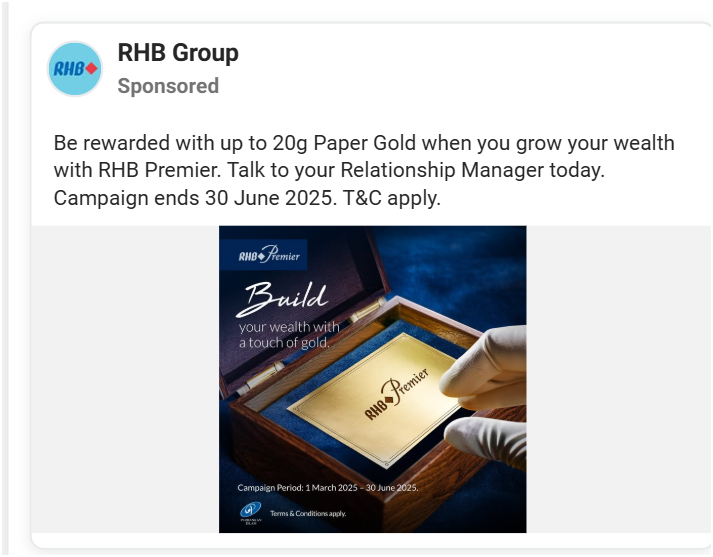 RHB Group
RHB
Sponsored
Be rewarded with up to 20g Paper Gold when you grow your wealth
with RHB Premier. Talk to your Relationship Manager today.
Campaign ends 30 June 2025. T&C apply.
RHB Premier
Build
your wealth with
a touch of gold.
RHB Premier
Campaign Period: 1 March 2025 – 30 June 2025.
Terms & Conditions apply.